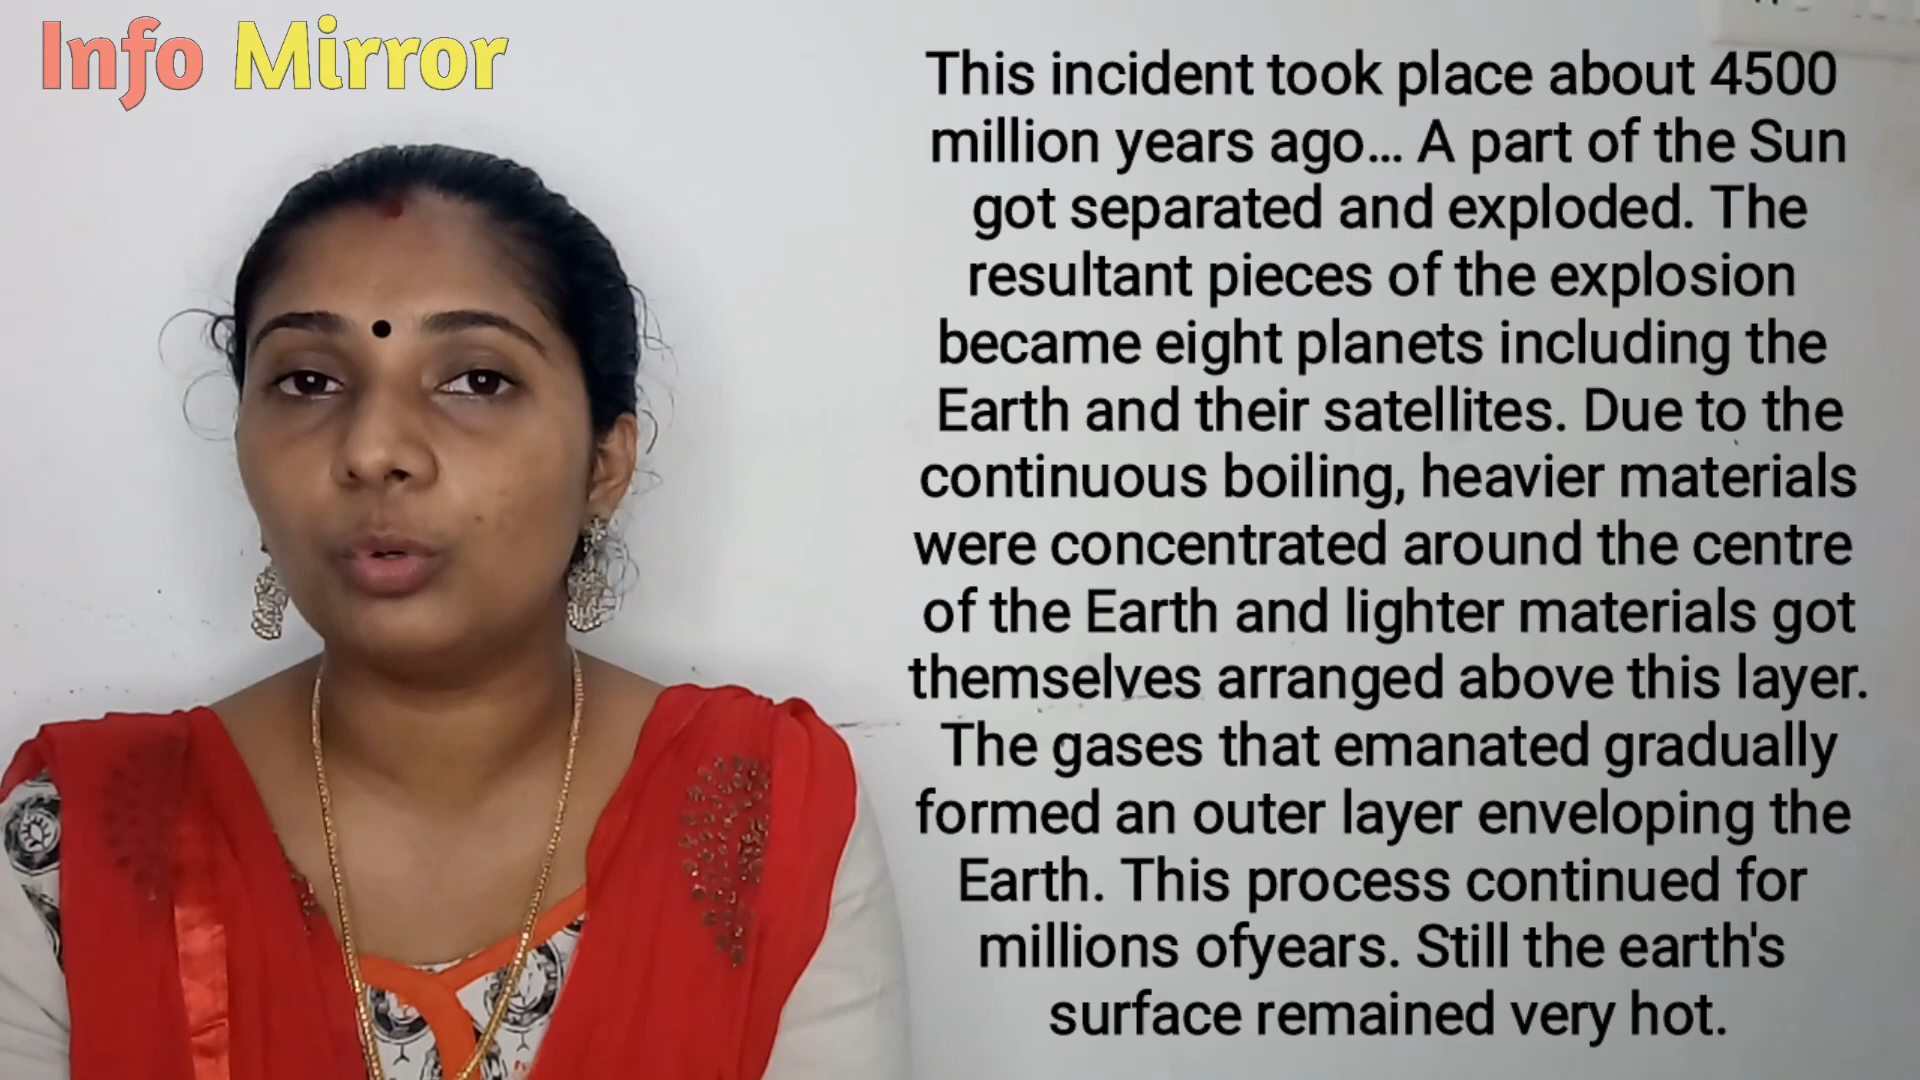 Info Mirror
This incident took place about 4500
million years ago... A part of the Sun
got separated and exploded. The
resultant pieces of the explosion
became eight planets including the
Earth and their satellites. Due to the
continuous boiling, heavier materials
were concentrated around the centre
of the Earth and lighter materials got
themselves arranged above this layer.
The gases that emanated gradually
formed an outer layer enveloping the
Earth. This process continued for
millions ofyears. Still the earth's
surface remained very hot.